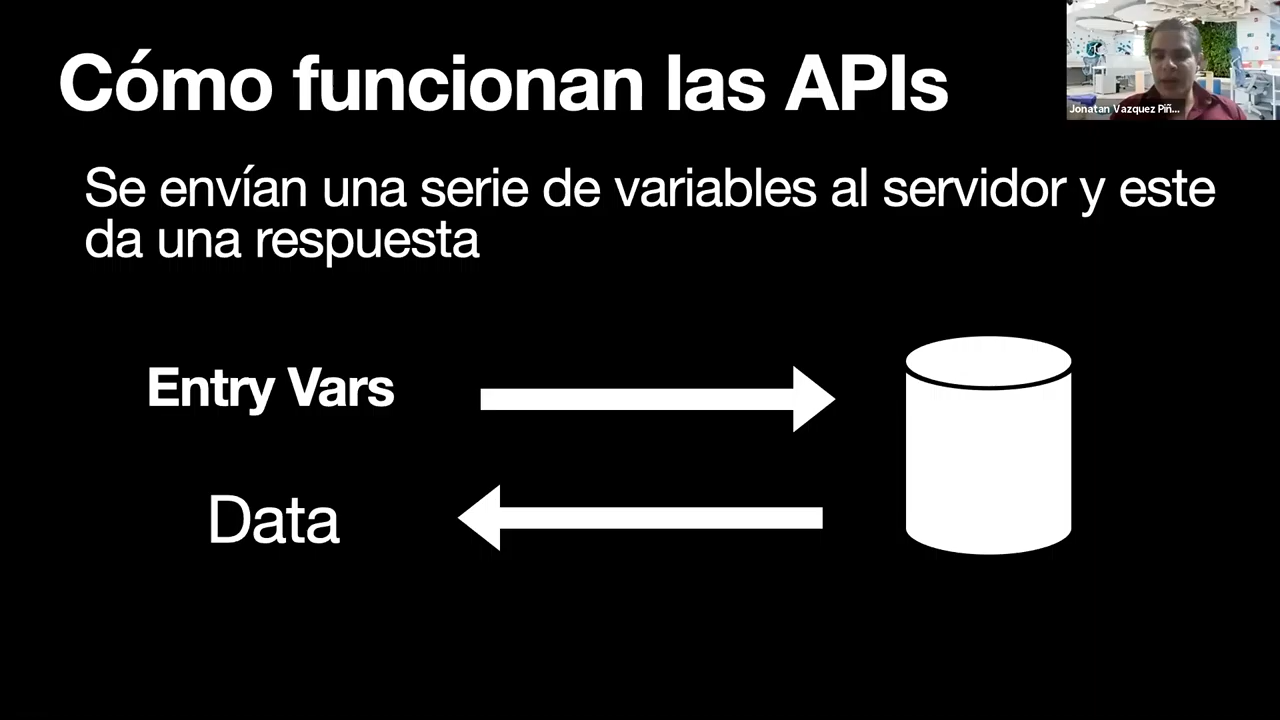 Cómo funcionan las APIs
Jonatan Vazquez Piñ...
Se envían una serie de variables al servidor y este
da una respuesta
Entry Vars
Data